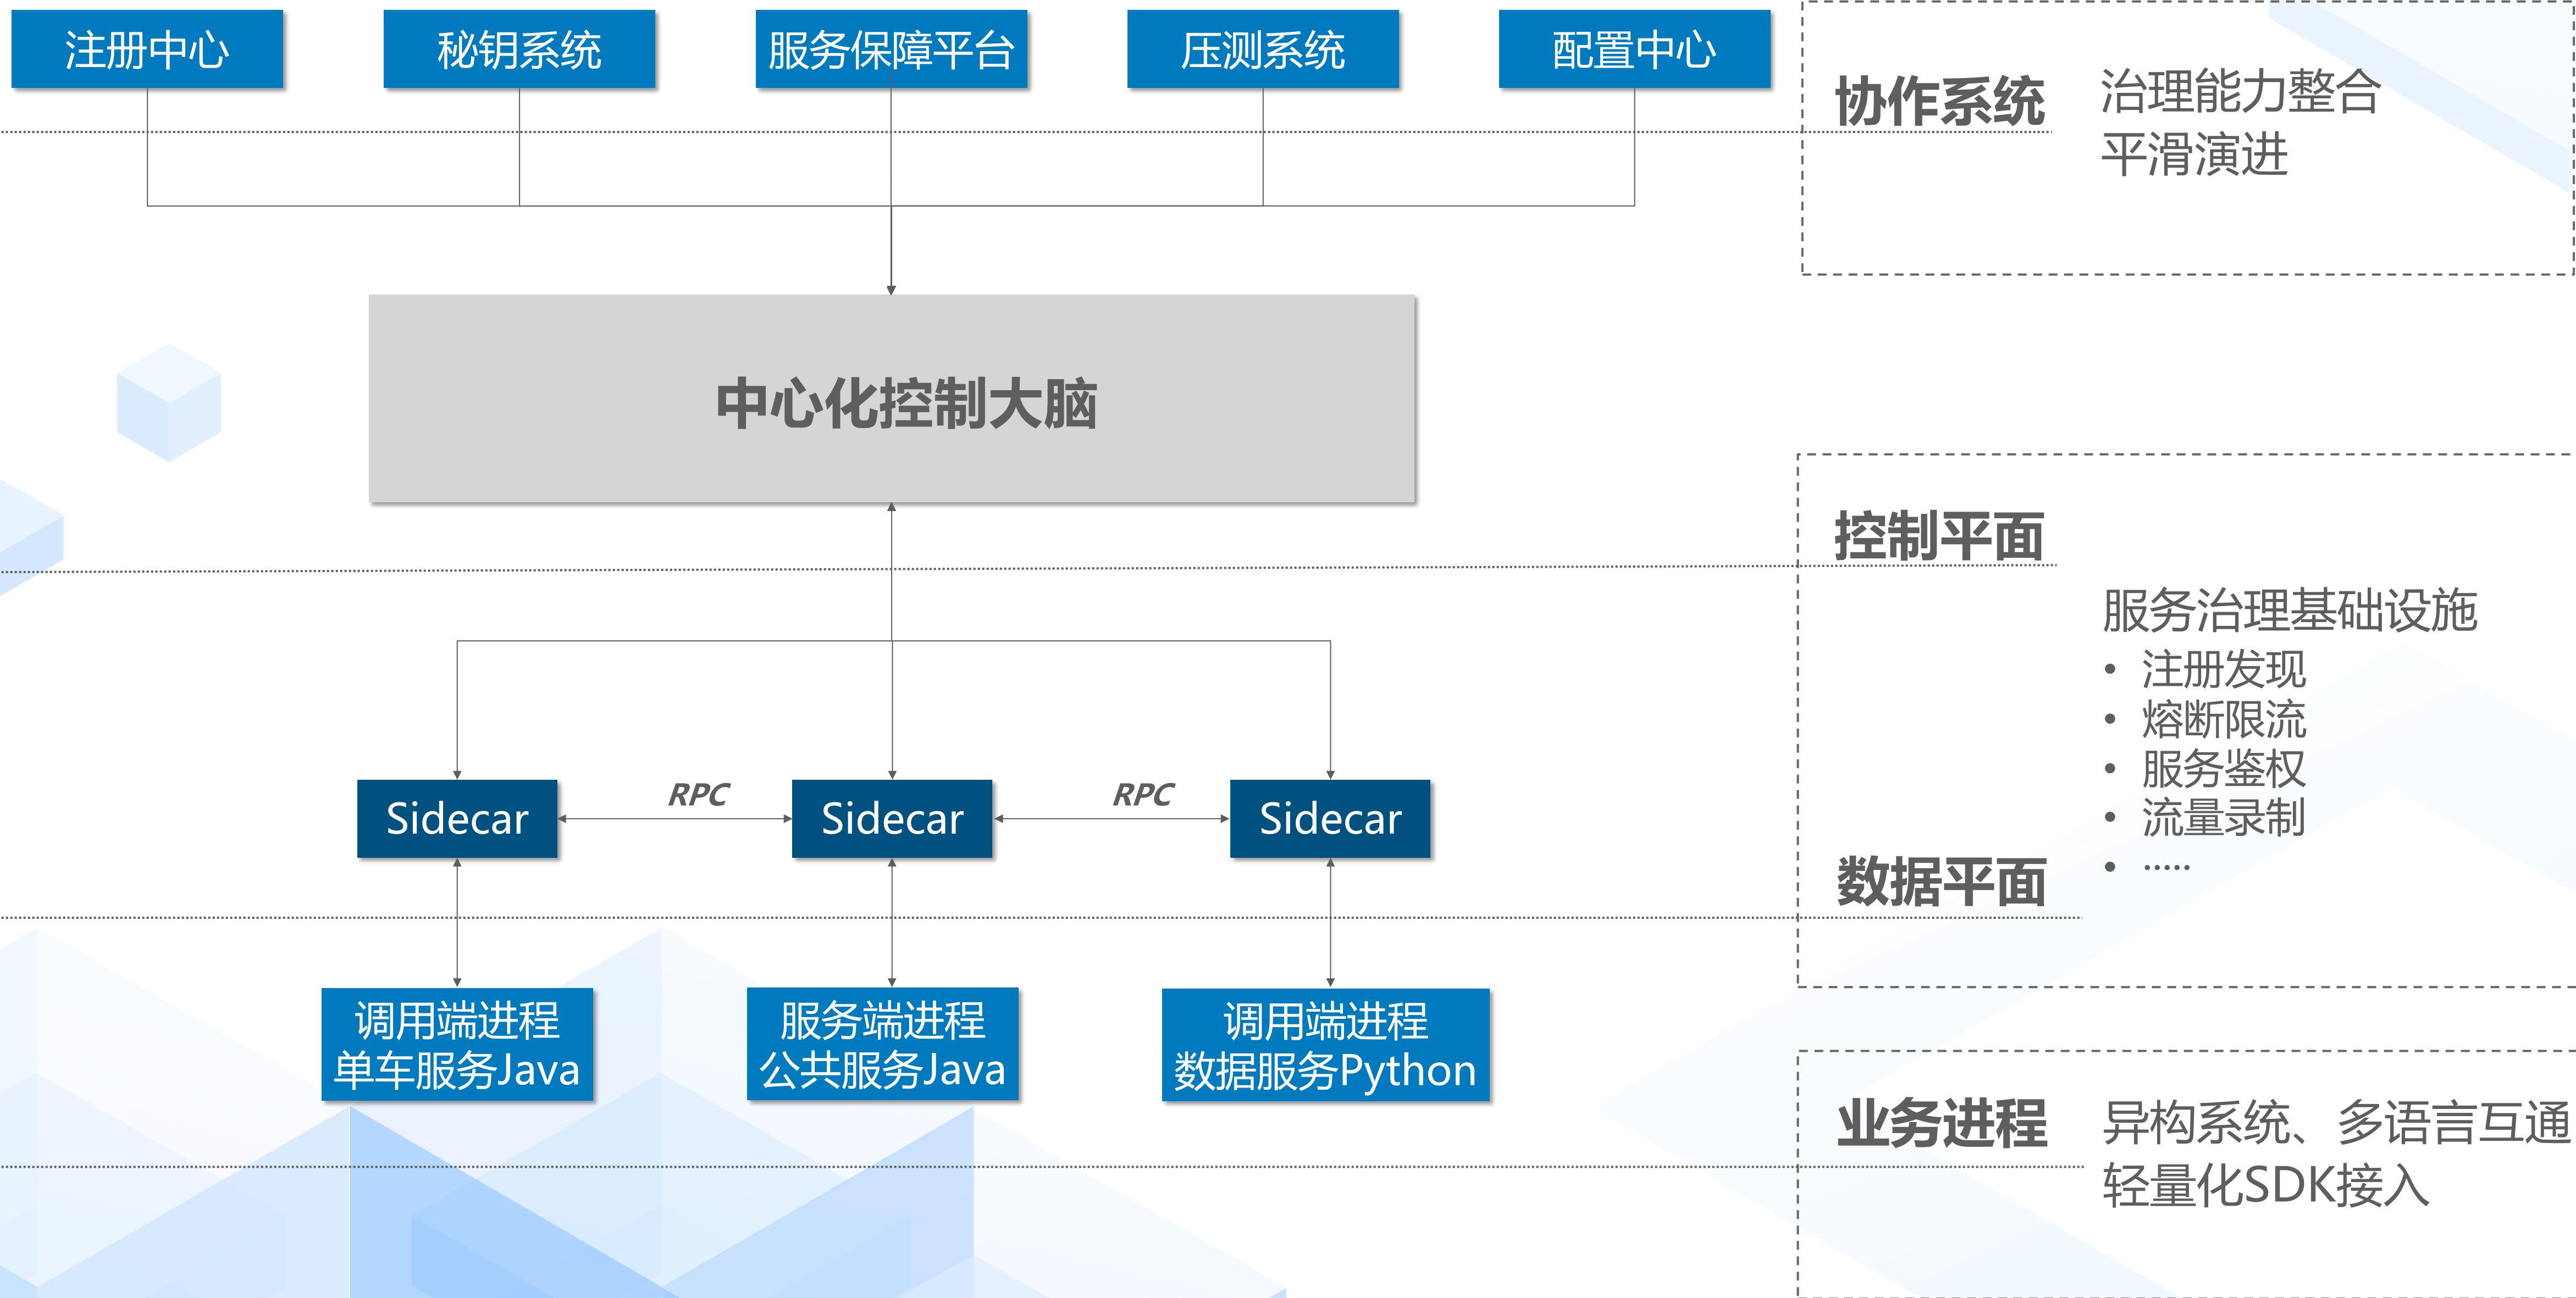 注册中心
秘钥系统
服务保障平台
压测系统
配置中心
协作系统
治理能力整合
平滑演进
中心化控制大脑
控制平面
服务治理基础设施
• 注册发现
• 熔断限流
• 服务鉴权
• 流量录制
• .....
Sidecar
RPC
Sidecar
RPC
Sidecar
数据平面
调用端进程
单车服务Java
服务端进程
公共服务Java
调用端进程
数据服务Python
业务进程
异构系统、多语言互通
轻量化SDK接入